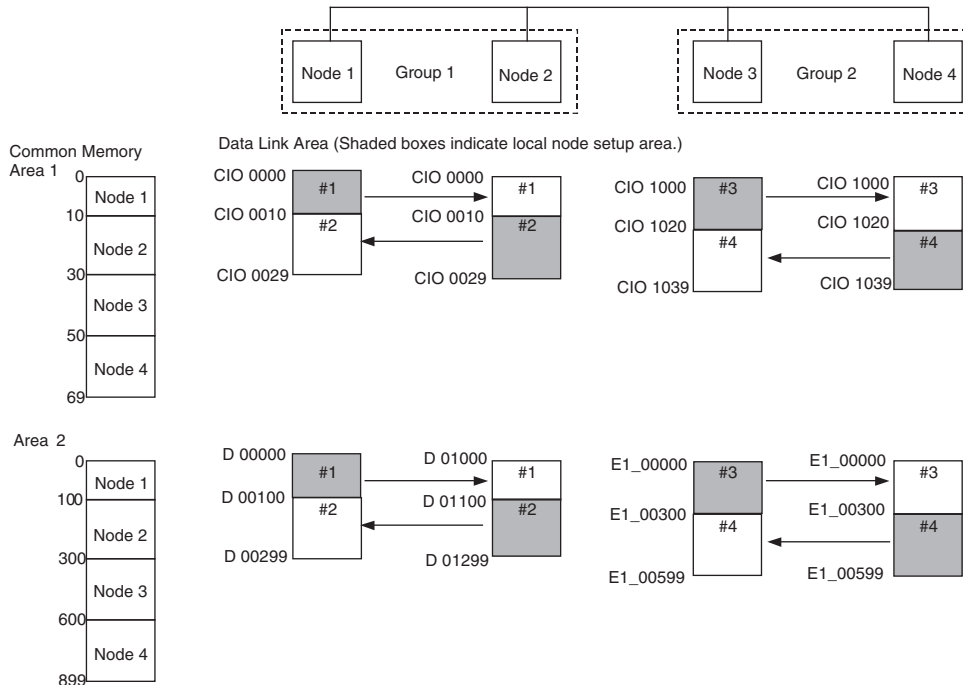 Node 1 Group 1 Node 2 Node 3 Group 2 Node 4
Data Link Area (Shaded boxes indicate local node setup area.)
Common Memory
Area 1
0
Node 1
10
Node 2
30
Node 3
50
Node 4
69
CIO 0000 #1 CIO 0000 #1
CIO 0010 #2 CIO 0010 #2
CIO 0029 CIO 0029
CIO 1000 #3 CIO 1000 #3
CIO 1020 #4 CIO 1020 #4
CIO 1039 CIO 1039
Area 2
0
Node 1
100
Node 2
300
Node 3
600
Node 4
899
D 00000 #1 D 01000 #1
D 00100 #2 D 01100 #2
D 00299 D 01299
E1_00000 #3 E1_00000 #3
E1_00300 #4 E1_00300 #4
E1_00599 E1_00599